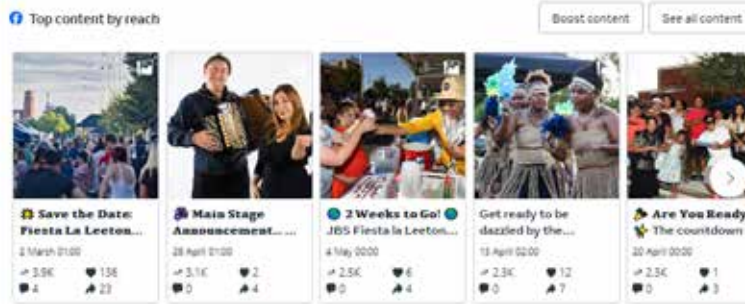 Top content by reach
Boost content
See all content
💥 Save the Date:
Fiesta La Leeton...
2 March 01:00
3.9K 138
4 23
Main Stage
Announcement... ...
28 April 01:00
3.1K 2
0 4
🌎 2 Weeks to Go! 🌎
JBS Fiesta la Leeton...
4 May 00:00
2.5K 6
0 4
Get ready to be
dazzled by the...
13 April 02:00
2.3K 12
0 7
🎉 Are You Ready
The countdown
20 April 00:00
2.3K 1
0 3